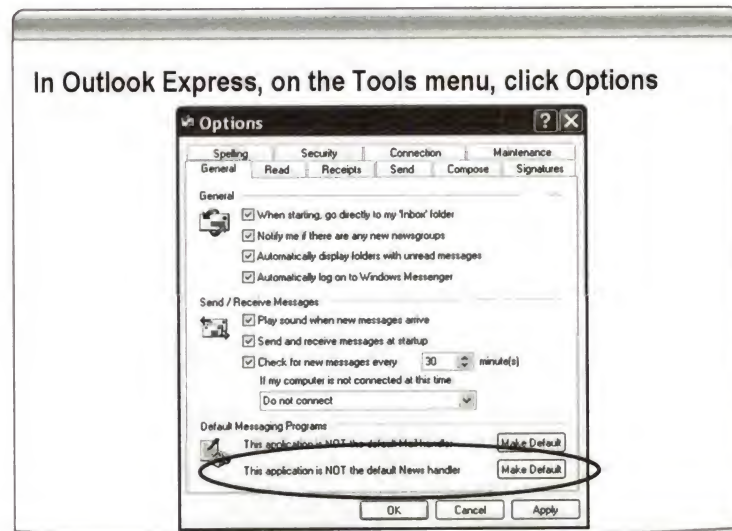 In Outlook Express, on the Tools menu, click Options
Options
Spelling Security Connection Maintenance
General Read Receipts Send Compose Signatures
General
When starting, go directly to my 'Inbox' folder
Notify me if there are any new newsgroups
Automatically display folders with unread messages
Automatically log on to Windows Messenger
Send / Receive Messages
Play sound when new messages arrive
Send and receive messages at startup
Check for new messages every 30 minute(s)
If my computer is not connected at this time
Do not connect
Default Messaging Programs
This application is NOT the default Mail handler Make Default
This application is NOT the default News handler Make Default
OK Cancel Apply